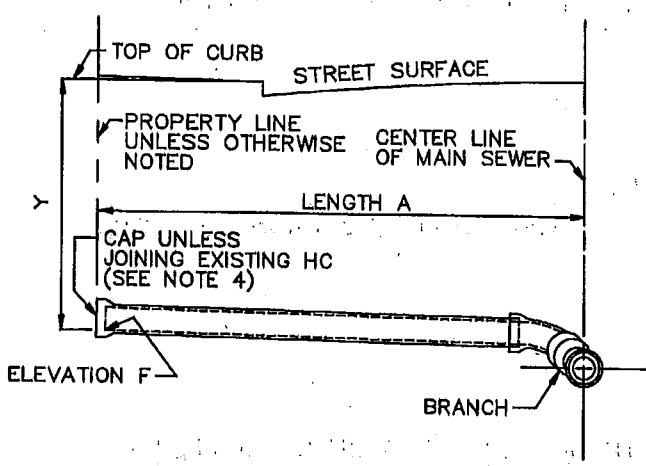 TOP OF CURB
STREET SURFACE
PROPERTY LINE
UNLESS OTHERWISE
NOTED
CENTER LINE
OF MAIN SEWER
Y
LENGTH A
CAP UNLESS
JOINING EXISTING HC
(SEE NOTE 4)
ELEVATION F
BRANCH